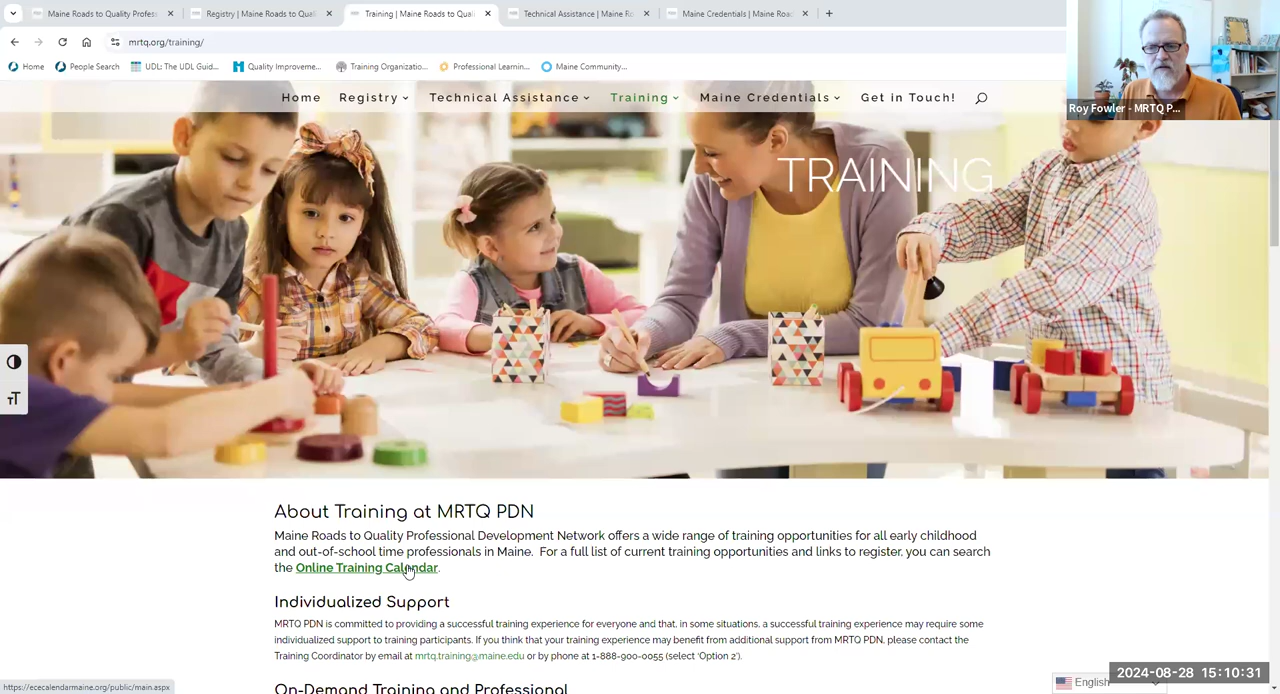 Maine Roads to Quality Profess
Registry | Maine Roads to Qual
Training | Maine Roads to Qual
Technical Assistance | Maine Ro
Maine Credentials | Maine Road
mrtq.org/training/
Home
People Search
UDL: The UDL Guid...
Quality Improveme...
Training Organizatio...
Professional Learnin...
Maine Community...
Home
Registry
Technical Assistance
Training
Maine Credentials
Get in Touch!
Roy Fowler - MRTQ P...
TRAINING
About Training at MRTQ PDN
Maine Roads to Quality Professional Development Network offers a wide range of training opportunities for all early childhood
and out-of-school time professionals in Maine. For a full list of current training opportunities and links to register, you can search
the Online Training Calendar.
Individualized Support
MRTQ PDN is committed to providing a successful training experience for everyone and that, in some situations, a successful training experience may require some
individualized support to training participants. If you think that your training experience may benefit from additional support from MRTQ PDN, please contact the
Training Coordinator by email at mrtq.training@maine.edu or by phone at 1-888-900-0055 (select 'Option 2').
On-Demand Training and Professional
https://ececalendarmaine.org/public/main.aspx
English
2024-08-28 15:10:31